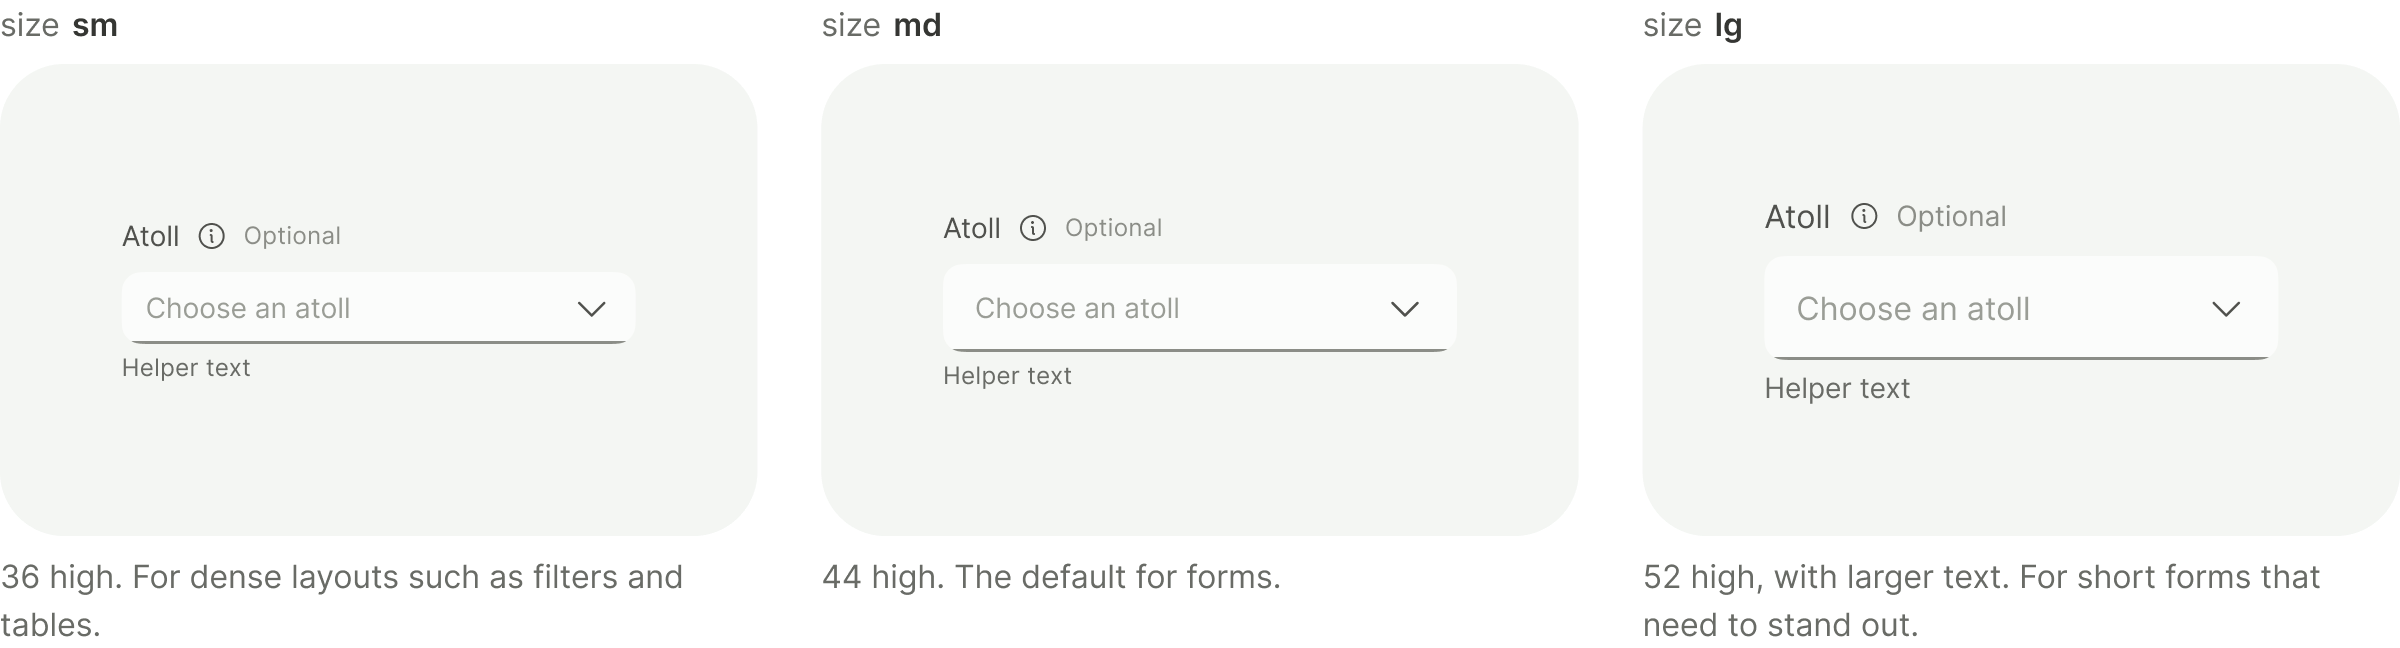 size sm
Atoll Optional
Choose an atoll
Helper text
36 high. For dense layouts such as filters and
tables.
size md
Atoll Optional
Choose an atoll
Helper text
44 high. The default for forms.
size lg
Atoll Optional
Choose an atoll
Helper text
52 high, with larger text. For short forms that
need to stand out.